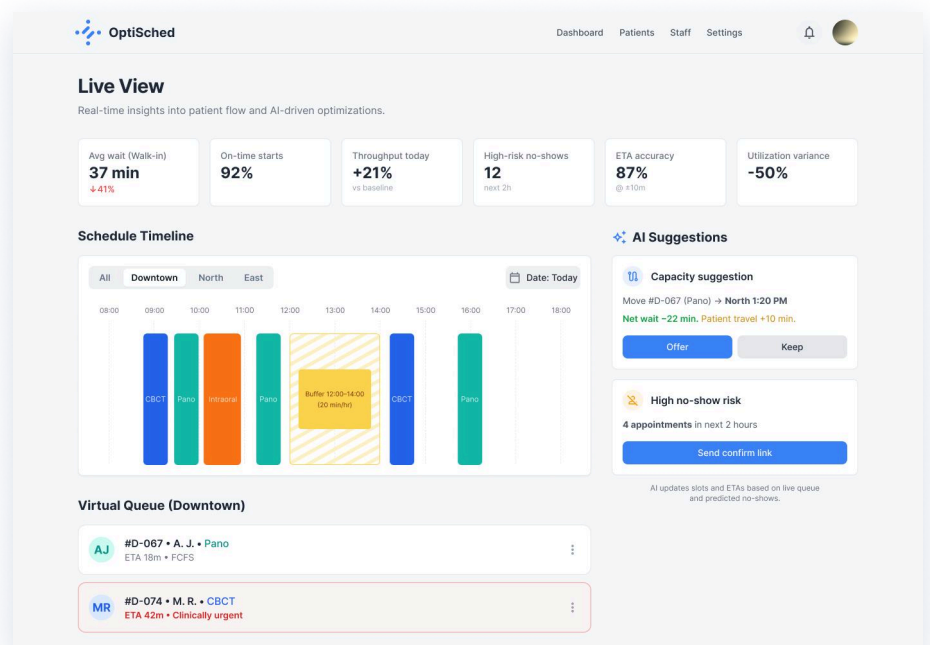 OptiSched
Dashboard Patients Staff Settings
Live View
Real-time insights into patient flow and AI-driven optimizations.
Avg wait (Walk-in)
37 min
↓41%
On-time starts
92%
Throughput today
+21%
vs baseline
High-risk no-shows
12
next 2h
ETA accuracy
87%
@ ±10m
Utilization variance
-50%
Schedule Timeline
All Downtown North East
Date: Today
08:00 09:00 10:00 11:00 12:00 13:00 14:00 15:00 16:00 17:00 18:00
CBCT Pano Intraoral Pano
Buffer 12:00–14:00
(20 min/hr)
CBCT Pano
AI Suggestions
Capacity suggestion
Move #D-067 (Pano) → North 1:20 PM
Net wait −22 min. Patient travel +10 min.
Offer Keep
High no-show risk
4 appointments in next 2 hours
Send confirm link
AI updates slots and ETAs based on live queue
and predicted no-shows.
Virtual Queue (Downtown)
AJ
#D-067 • A. J. • Pano
ETA 18m • FCFS
MR
#D-074 • M. R. • CBCT
ETA 42m • Clinically urgent